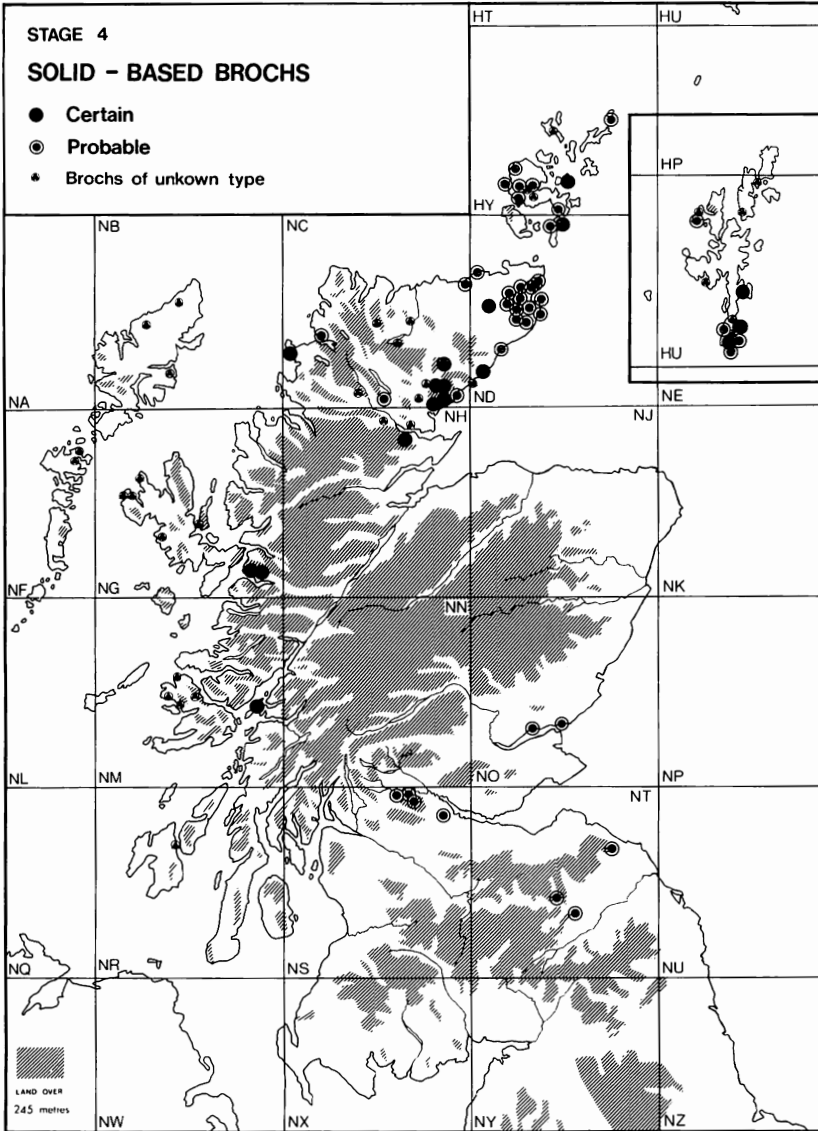 STAGE 4
SOLID - BASED BROCHS
Certain
Probable
Brochs of unkown type
HT
HU
HP
HY
HU
NB
NC
NA
ND
NE
NH
NJ
NF
NG
NN
NK
NL
NM
NO
NP
NT
NQ
NR
NS
NU
LAND OVER
245 metres
NW
NX
NY
NZ